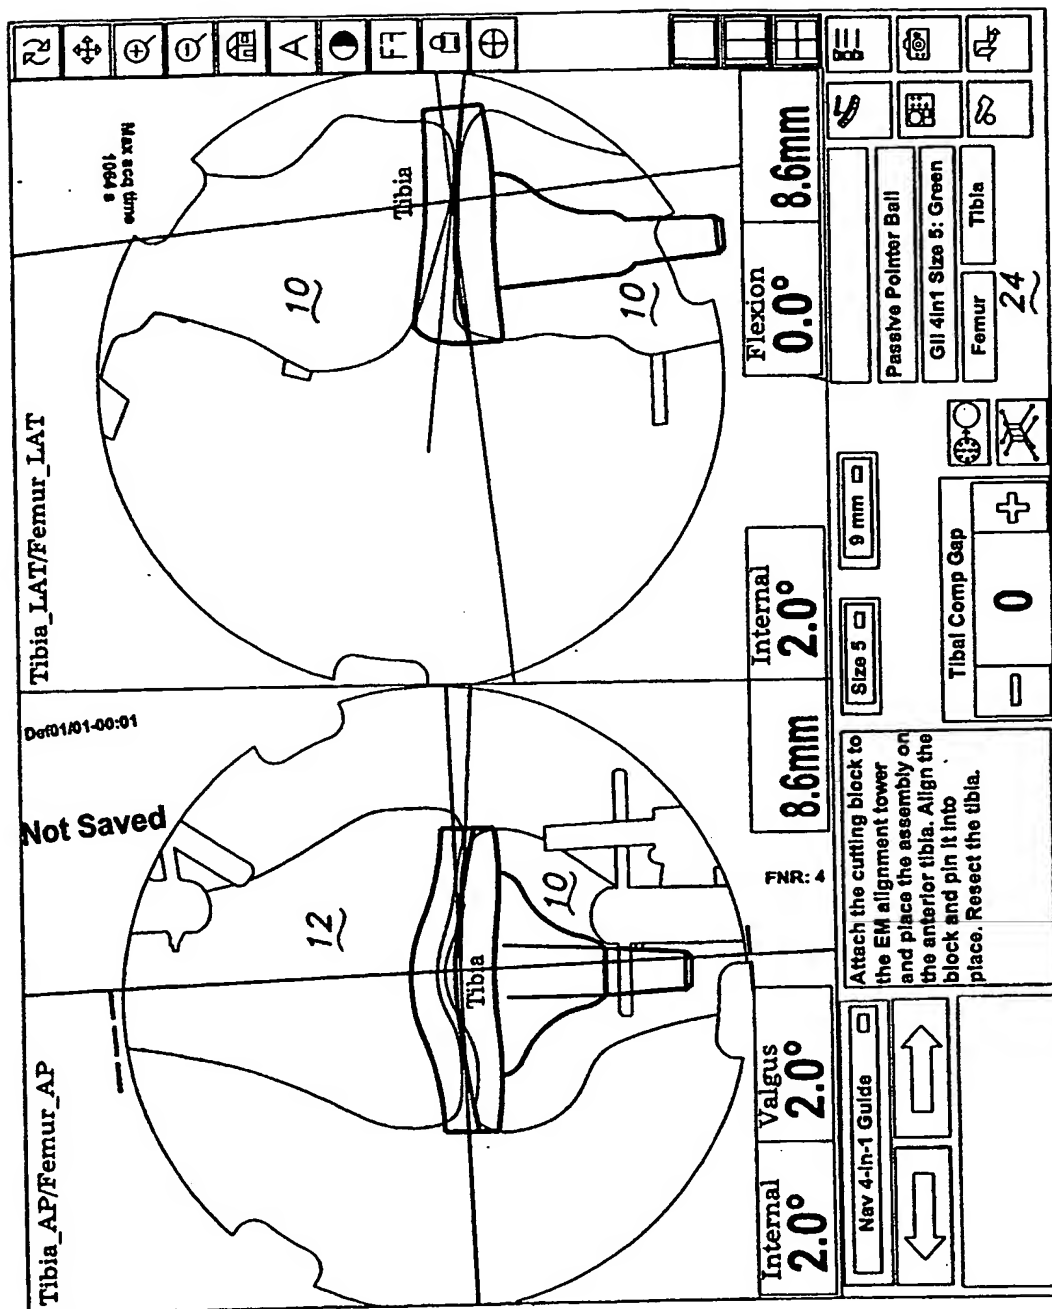 Tibia_AP/Femur_AP
Not Saved
Def01/01-00:01
12
10
Tibia
FNR: 4
Internal
2.0°
Valgus
2.0°
8.6mm
Tibia_LAT/Femur_LAT
Max acq time
1064 s
10
Tibia
10
Internal
2.0°
Flexion
0.0°
8.6mm
A
Nav 4-in-1 Guide
Attach the cutting block to
the EM alignment tower
and place the assembly on
the anterior tibia. Align the
block and pin it into
place. Resect the tibia.
Size 5
9 mm
Tibal Comp Gap
0
Passive Pointer Ball
GII 4in1 Size 5: Green
Femur
Tibia
24